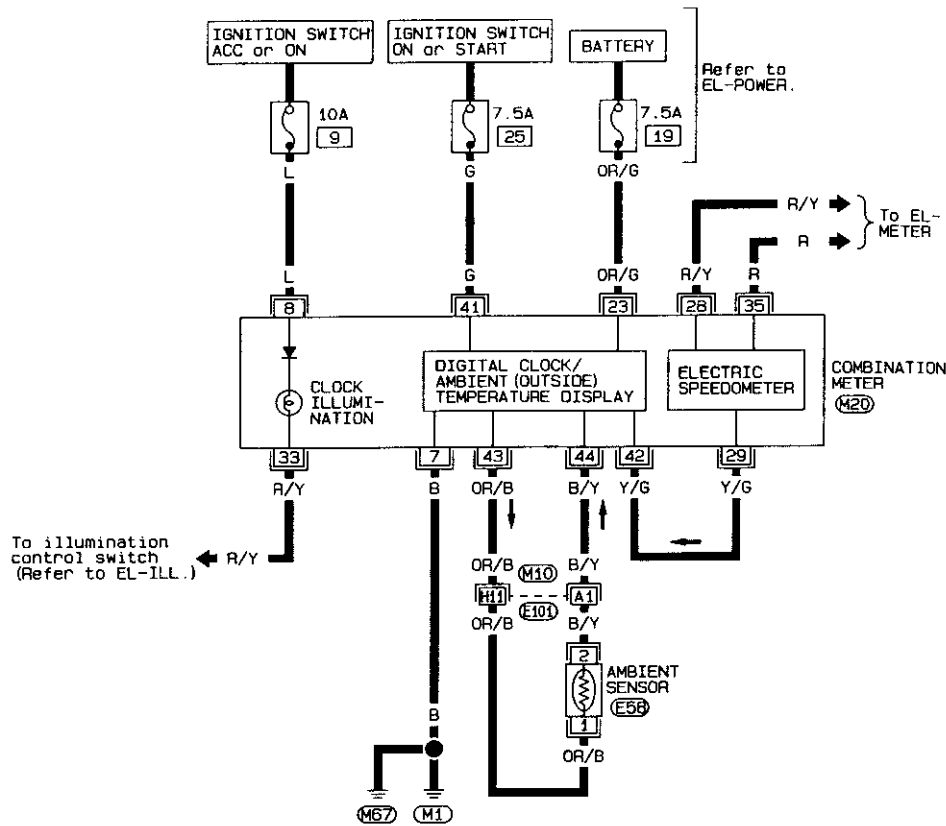 IGNITION SWITCH
ACC or ON
IGNITION SWITCH
ON or START
BATTERY
Refer to
EL-POWER.
10A
9
7.5A
25
7.5A
19
L
G
OR/G
R/Y
To EL-
METER
R
L
G
OR/G
R/Y
R
8
41
23
28
35
DIGITAL CLOCK/
AMBIENT (OUTSIDE)
TEMPERATURE DISPLAY
ELECTRIC
SPEEDOMETER
COMBINATION
METER
M20
CLOCK
ILLUMI-
NATION
33
7
43
44
42
29
R/Y
B
OR/B
B/Y
Y/G
Y/G
To illumination
control switch
(Refer to EL-ILL.)
R/Y
OR/B
M10
B/Y
H11
E101
A1
OR/B
B/Y
2
AMBIENT
SENSOR
E58
1
B
OR/B
M67
M1